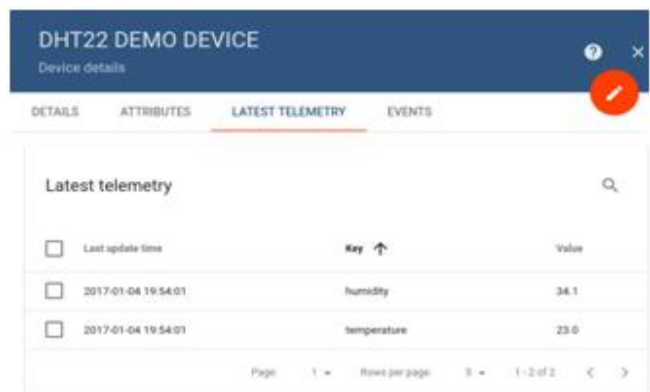 DHT22 DEMO DEVICE
Device details
DETAILS ATTRIBUTES LATEST TELEMETRY EVENTS
Latest telemetry
Last update time Key Value
2017-01-04 19:54:01 humidity 34.1
2017-01-04 19:54:01 temperature 23.0
Page: 1 Rows per page: 5 1 - 2 of 2